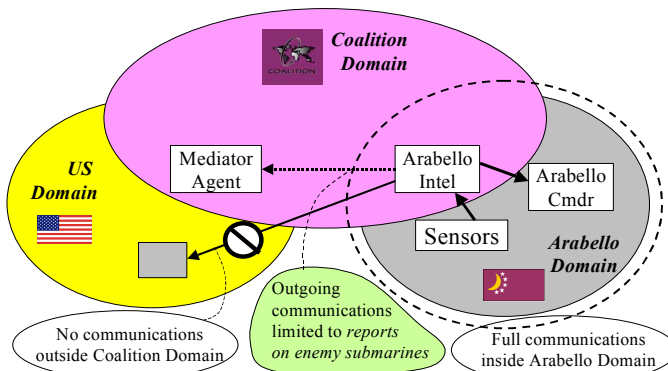 Coalition
Domain
COALITION
US
Domain
Mediator
Agent
Arabello
Intel
Arabello
Cmdr
Sensors
Arabello
Domain
Outgoing
communications
limited to reports
on enemy submarines
No communications
outside Coalition Domain
Full communications
inside Arabello Domain